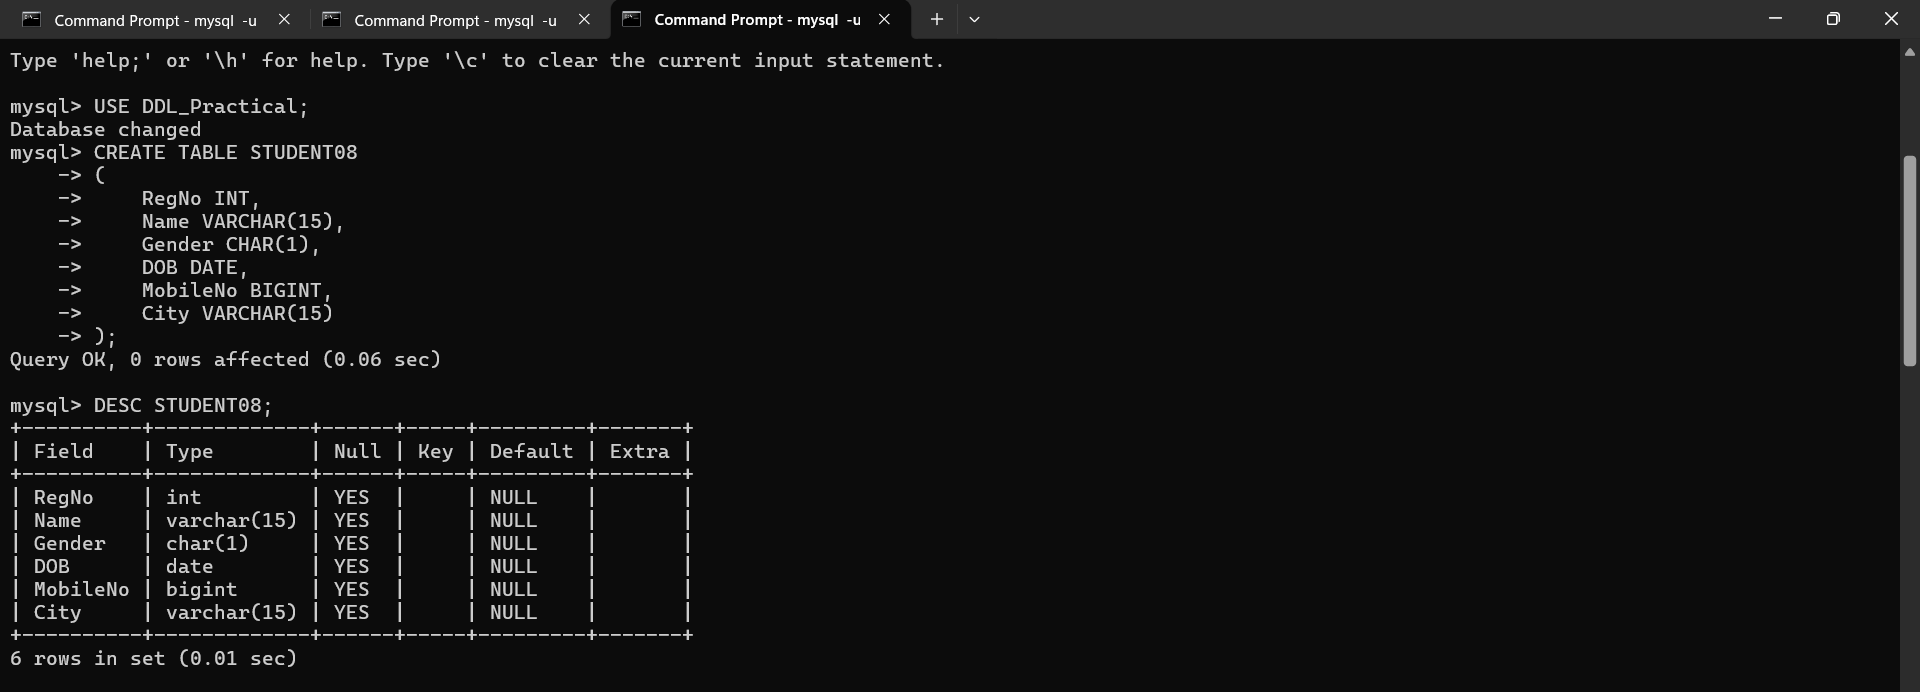 Command Prompt - mysql -u
Command Prompt - mysql -u
Command Prompt - mysql -u
Type 'help;' or '\h' for help. Type '\c' to clear the current input statement.
mysql> USE DDL_Practical;
Database changed
mysql> CREATE TABLE STUDENT08
    -> (
    ->     RegNo INT,
    ->     Name VARCHAR(15),
    ->     Gender CHAR(1),
    ->     DOB DATE,
    ->     MobileNo BIGINT,
    ->     City VARCHAR(15)
    -> );
Query OK, 0 rows affected (0.06 sec)
mysql> DESC STUDENT08;
+----------+-------------+------+-----+---------+-------+
| Field    | Type        | Null | Key | Default | Extra |
+----------+-------------+------+-----+---------+-------+
| RegNo    | int         | YES  |     | NULL    |       |
| Name     | varchar(15) | YES  |     | NULL    |       |
| Gender   | char(1)     | YES  |     | NULL    |       |
| DOB      | date        | YES  |     | NULL    |       |
| MobileNo | bigint      | YES  |     | NULL    |       |
| City     | varchar(15) | YES  |     | NULL    |       |
+----------+-------------+------+-----+---------+-------+
6 rows in set (0.01 sec)